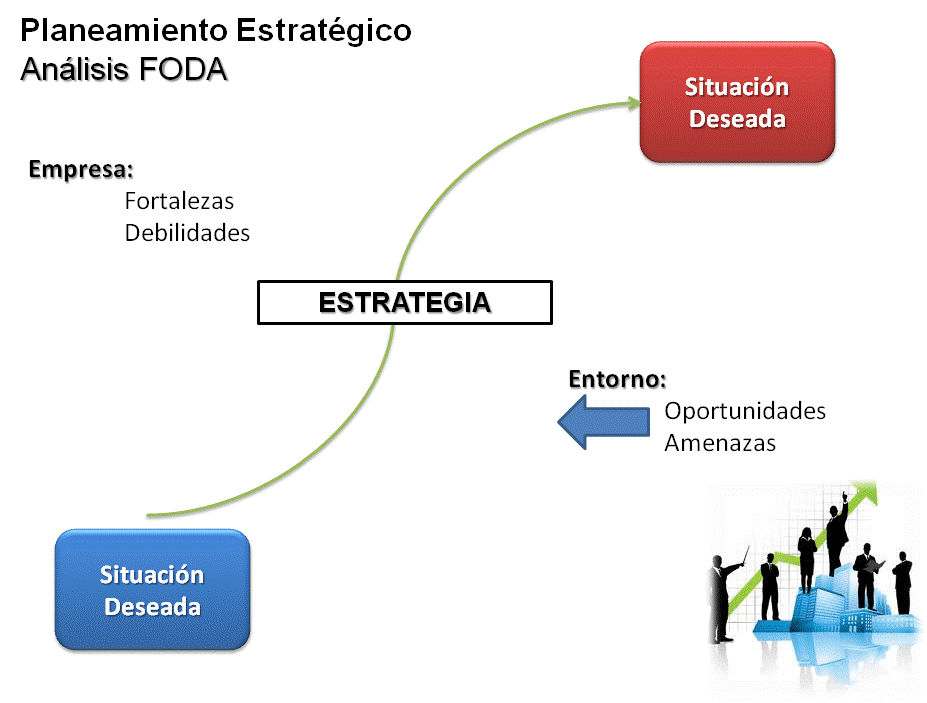 Planeamiento Estratégico
Análisis FODA
Situación
Deseada
Empresa:
Fortalezas
Debilidades
ESTRATEGIA
Entorno:
Oportunidades
Amenazas
Situación
Deseada